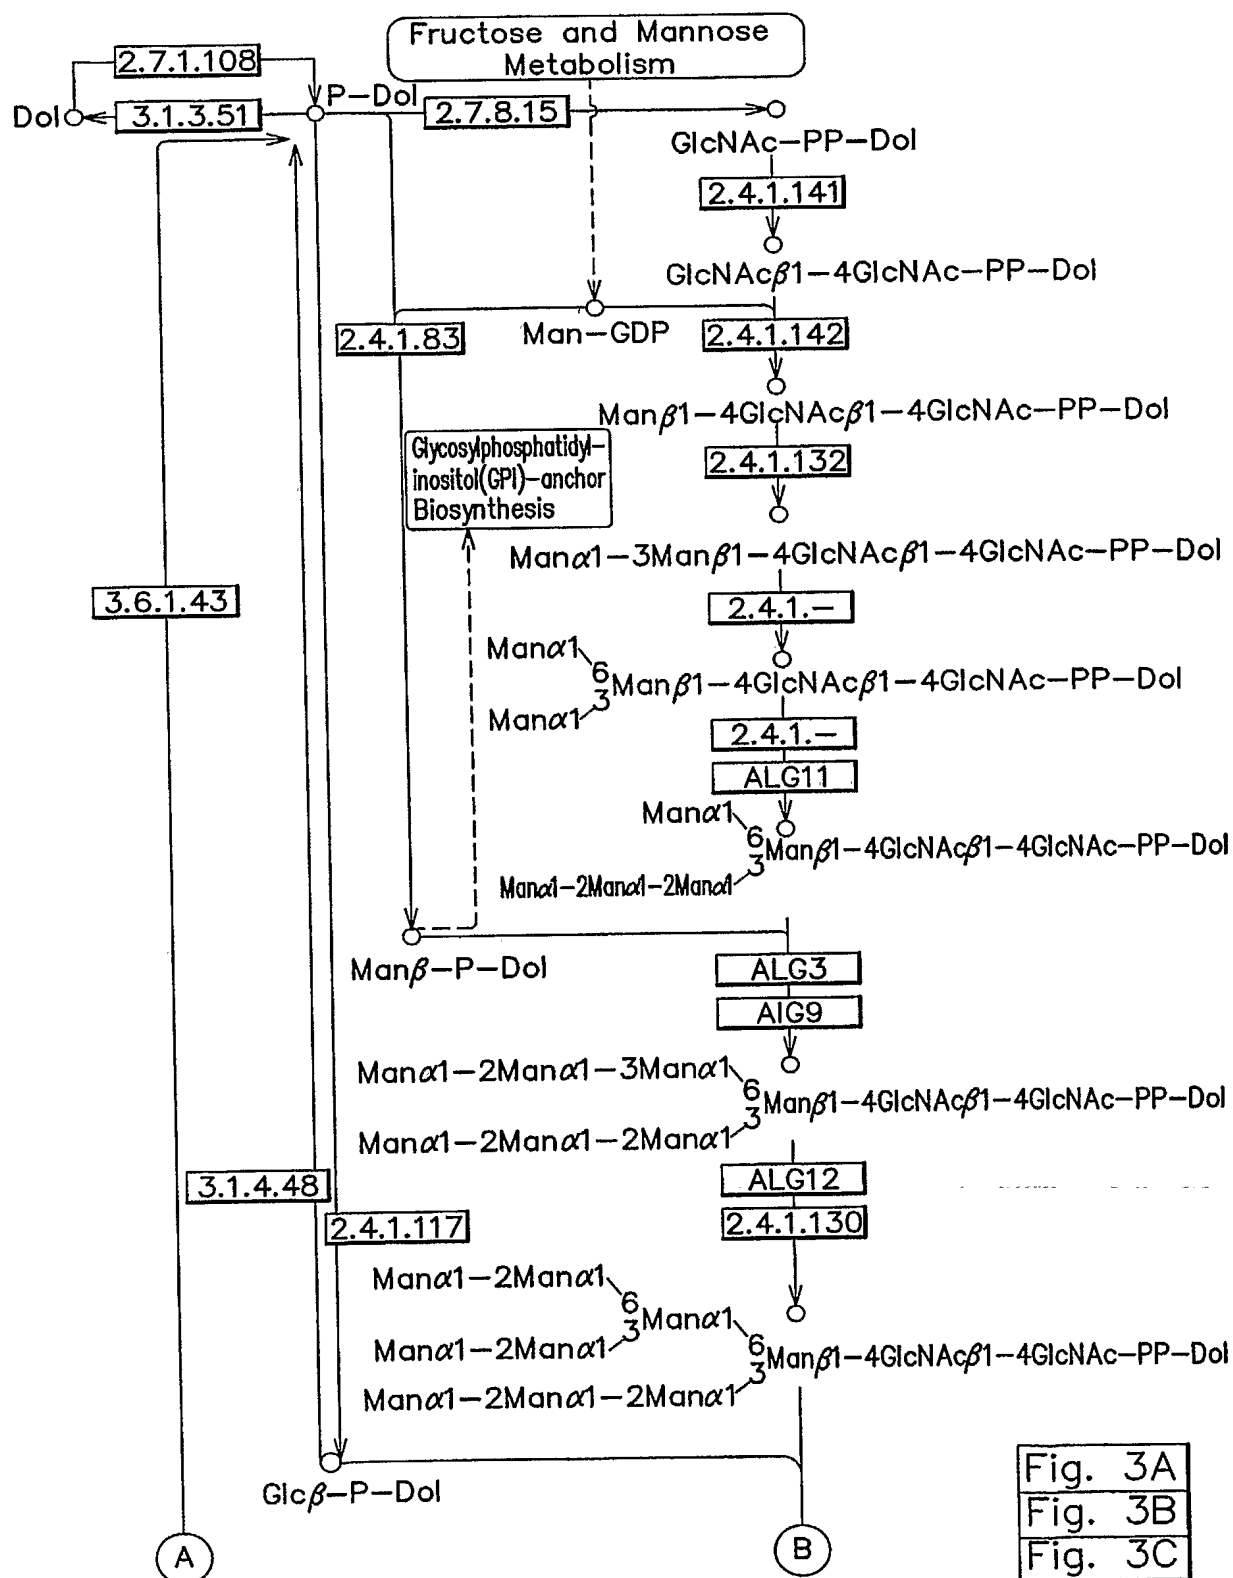 Fructose and Mannose
Metabolism
2.7.1.108
P-Dol
Dol
3.1.3.51
2.7.8.15
GlcNAc-PP-Dol
2.4.1.141
GlcNAcβ1-4GlcNAc-PP-Dol
Man-GDP
2.4.1.83
2.4.1.142
Manβ1-4GlcNAcβ1-4GlcNAc-PP-Dol
Glycosylphosphatidyl-
inositol(GPI)-anchor
Biosynthesis
2.4.1.132
Manα1-3Manβ1-4GlcNAcβ1-4GlcNAc-PP-Dol
3.6.1.43
2.4.1.-
Manα1
6
3
Manβ1-4GlcNAcβ1-4GlcNAc-PP-Dol
Manα1
2.4.1.-
ALG11
Manα1
6
3
Manβ1-4GlcNAcβ1-4GlcNAc-PP-Dol
Manα1-2Manα1-2Manα1
Manβ-P-Dol
ALG3
AlG9
Manα1-2Manα1-3Manα1
6
3
Manβ1-4GlcNAcβ1-4GlcNAc-PP-Dol
Manα1-2Manα1-2Manα1
3.1.4.48
ALG12
2.4.1.117
2.4.1.130
Manα1-2Manα1
6
3
Manα1
Manα1-2Manα1
6
3
Manβ1-4GlcNAcβ1-4GlcNAc-PP-Dol
Manα1-2Manα1-2Manα1
Glcβ-P-Dol
Fig. 3A
Fig. 3B
Fig. 3C
A
B